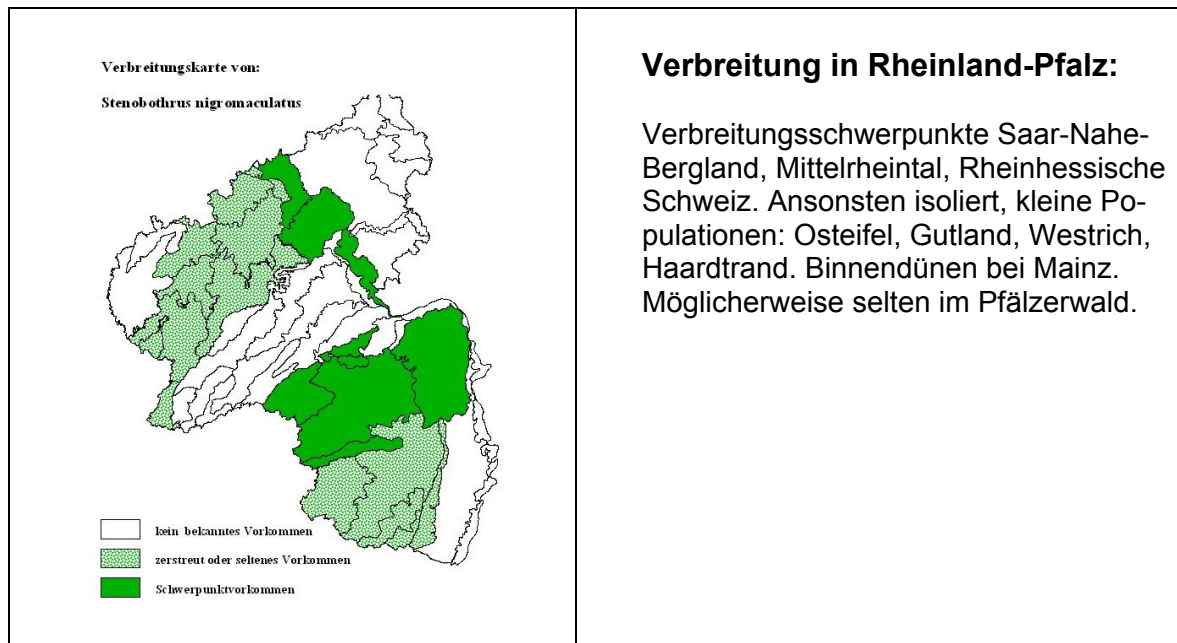 Verbreitungskarte von:
Stenobothrus nigromaculatus
kein bekanntes Vorkommen
zerstreut oder seltenes Vorkommen
Schwerpunktvorkommen
Verbreitung in Rheinland-Pfalz:
Verbreitungsschwerpunkte Saar-Nahe-
Bergland, Mittelrheintal, Rheinhessische
Schweiz. Ansonsten isoliert, kleine Po-
pulationen: Osteifel, Gutland, Westrich,
Haardtrand. Binnendünen bei Mainz.
Möglicherweise selten im Pfälzerwald.